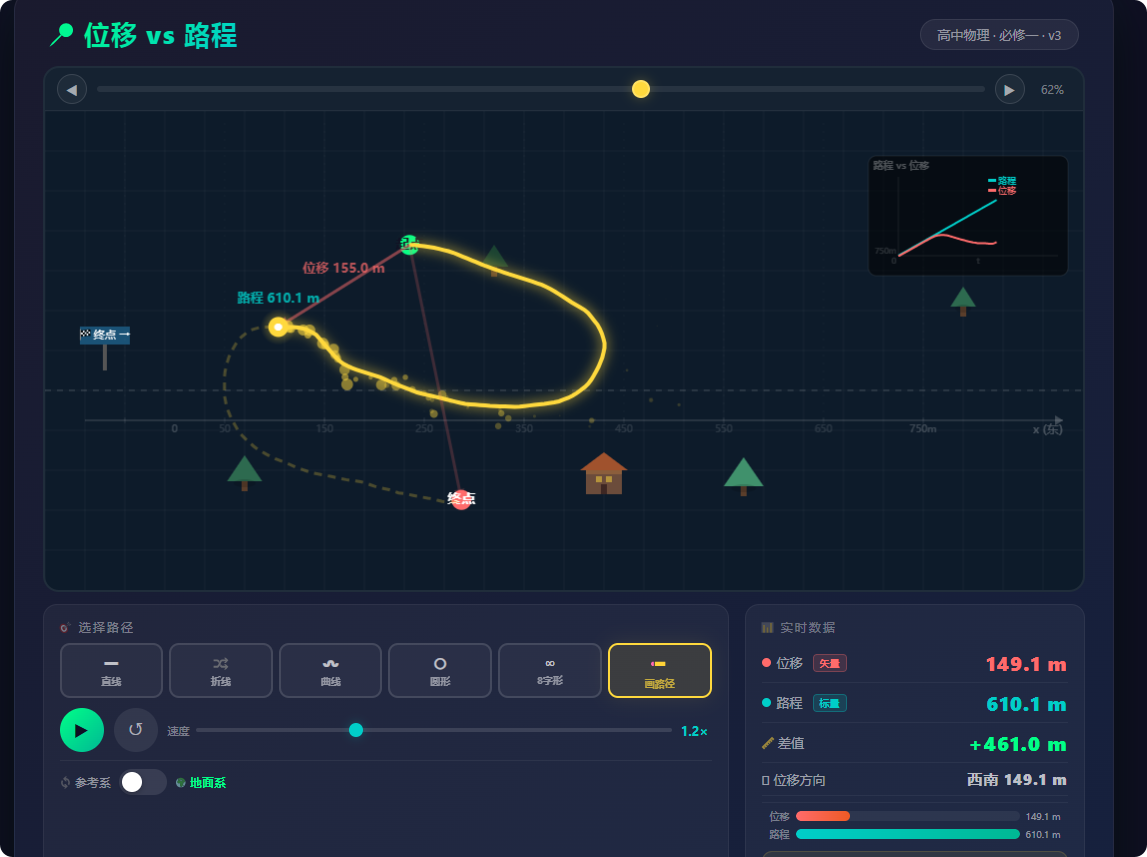 位移 vs 路程
高中物理 · 必修一 · v3
◀
▶
62%
路程 vs 位移
路程
位移
750m
0
1
位移 155.0 m
路程 610.1 m
终点 →
0
50
150
250
350
450
550
650
750m
x (东)
终点
选择路径
直线
折线
曲线
圆形
∞
8字形
画路径
▶
↺
速度
1.2×
参考系
地面系
实时数据
位移 矢量 149.1 m
路程 标量 610.1 m
差值 +461.0 m
位移方向 西南 149.1 m
位移 149.1 m
路程 610.1 m